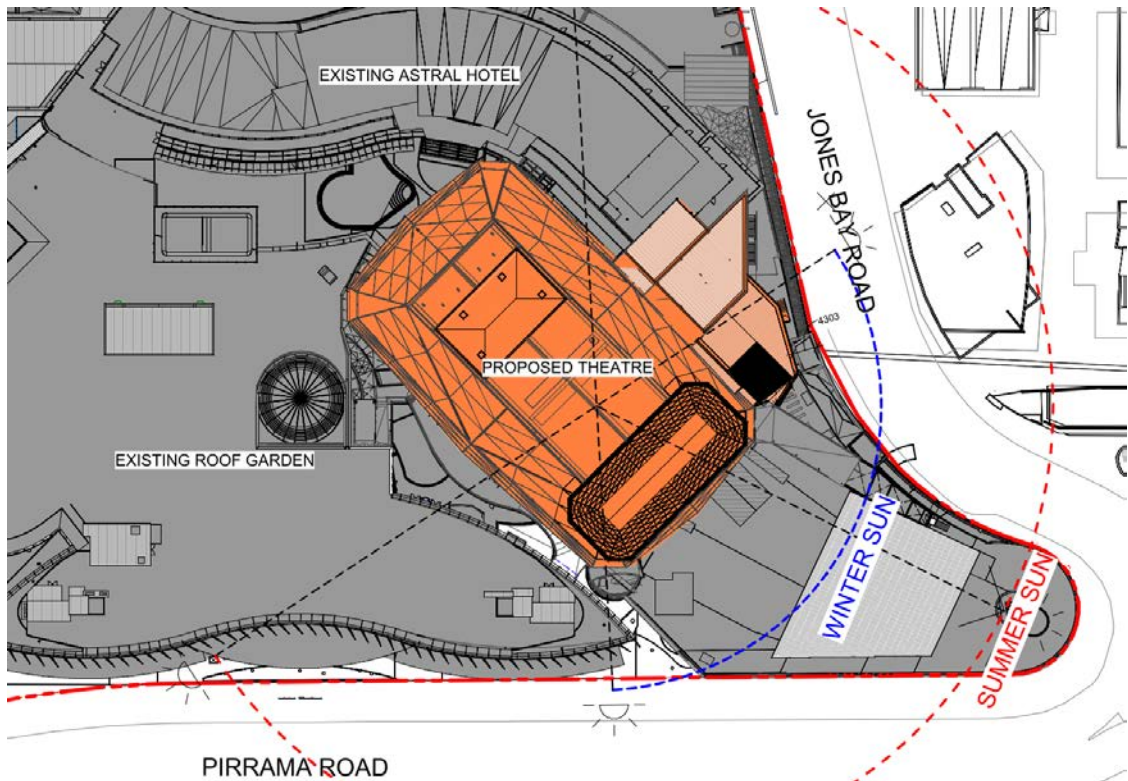 EXISTING ASTRAL HOTEL
JONES BAY ROAD
4303
PROPOSED THEATRE
EXISTING ROOF GARDEN
WINTER SUN
SUMMER SUN
PIRRAMA ROAD